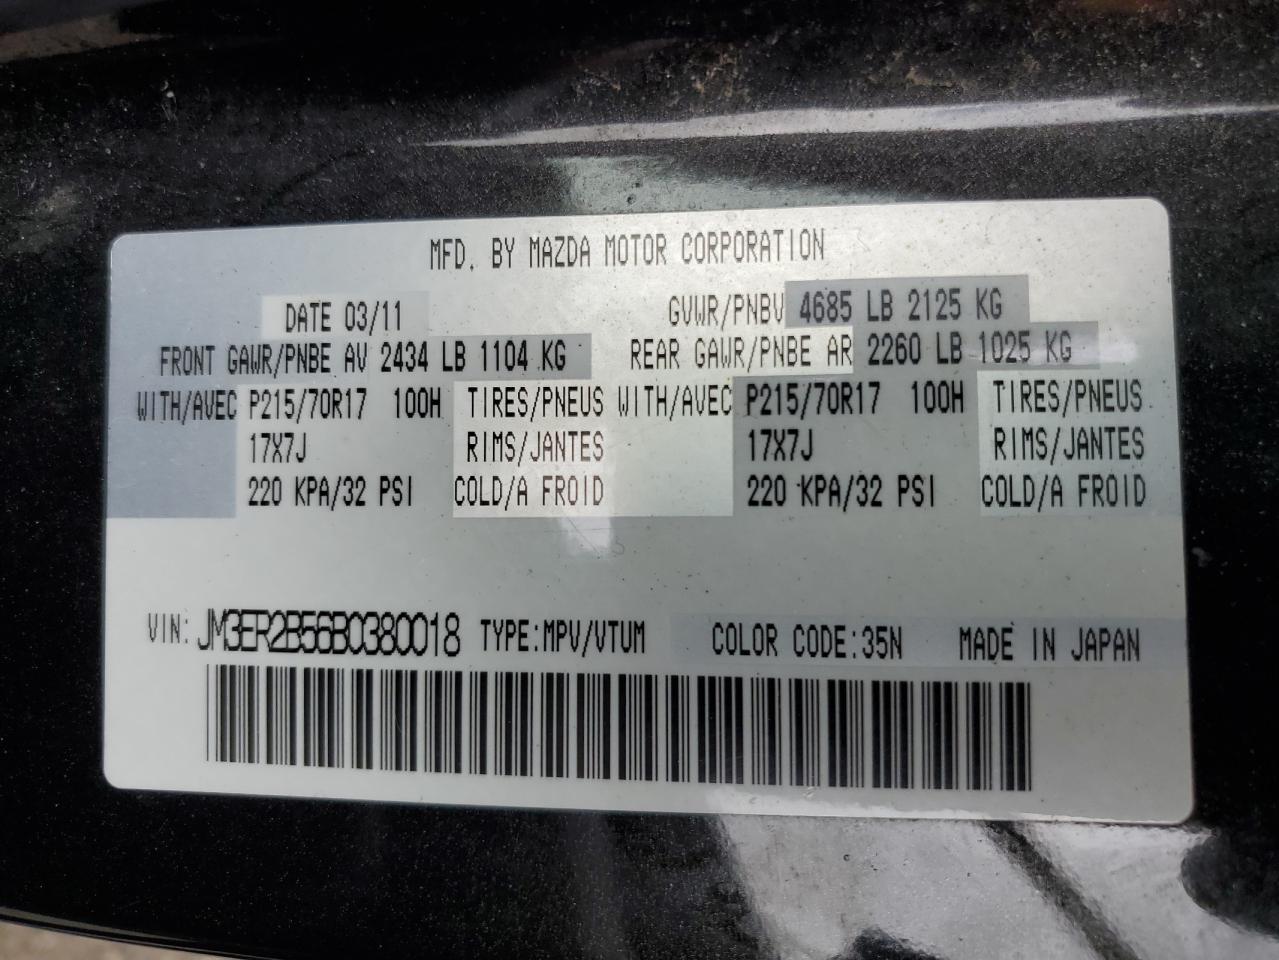 MFD. BY MAZDA MOTOR CORPORATION
DATE 03/11 GVWR/PNBV 4685 LB 2125 KG
FRONT GAWR/PNBE AV 2434 LB 1104 KG REAR GAWR/PNBE AR 2260 LB 1025 KG
WITH/AVEC P215/70R17 100H TIRES/PNEUS WITH/AVEC P215/70R17 100H TIRES/PNEUS
17X7J RIMS/JANTES 17X7J RIMS/JANTES
220 KPA/32 PSI COLD/A FROID 220 KPA/32 PSI COLD/A FROID
VIN: JM3ER2B56B0380018 TYPE:MPV/VTUM COLOR CODE:35N MADE IN JAPAN